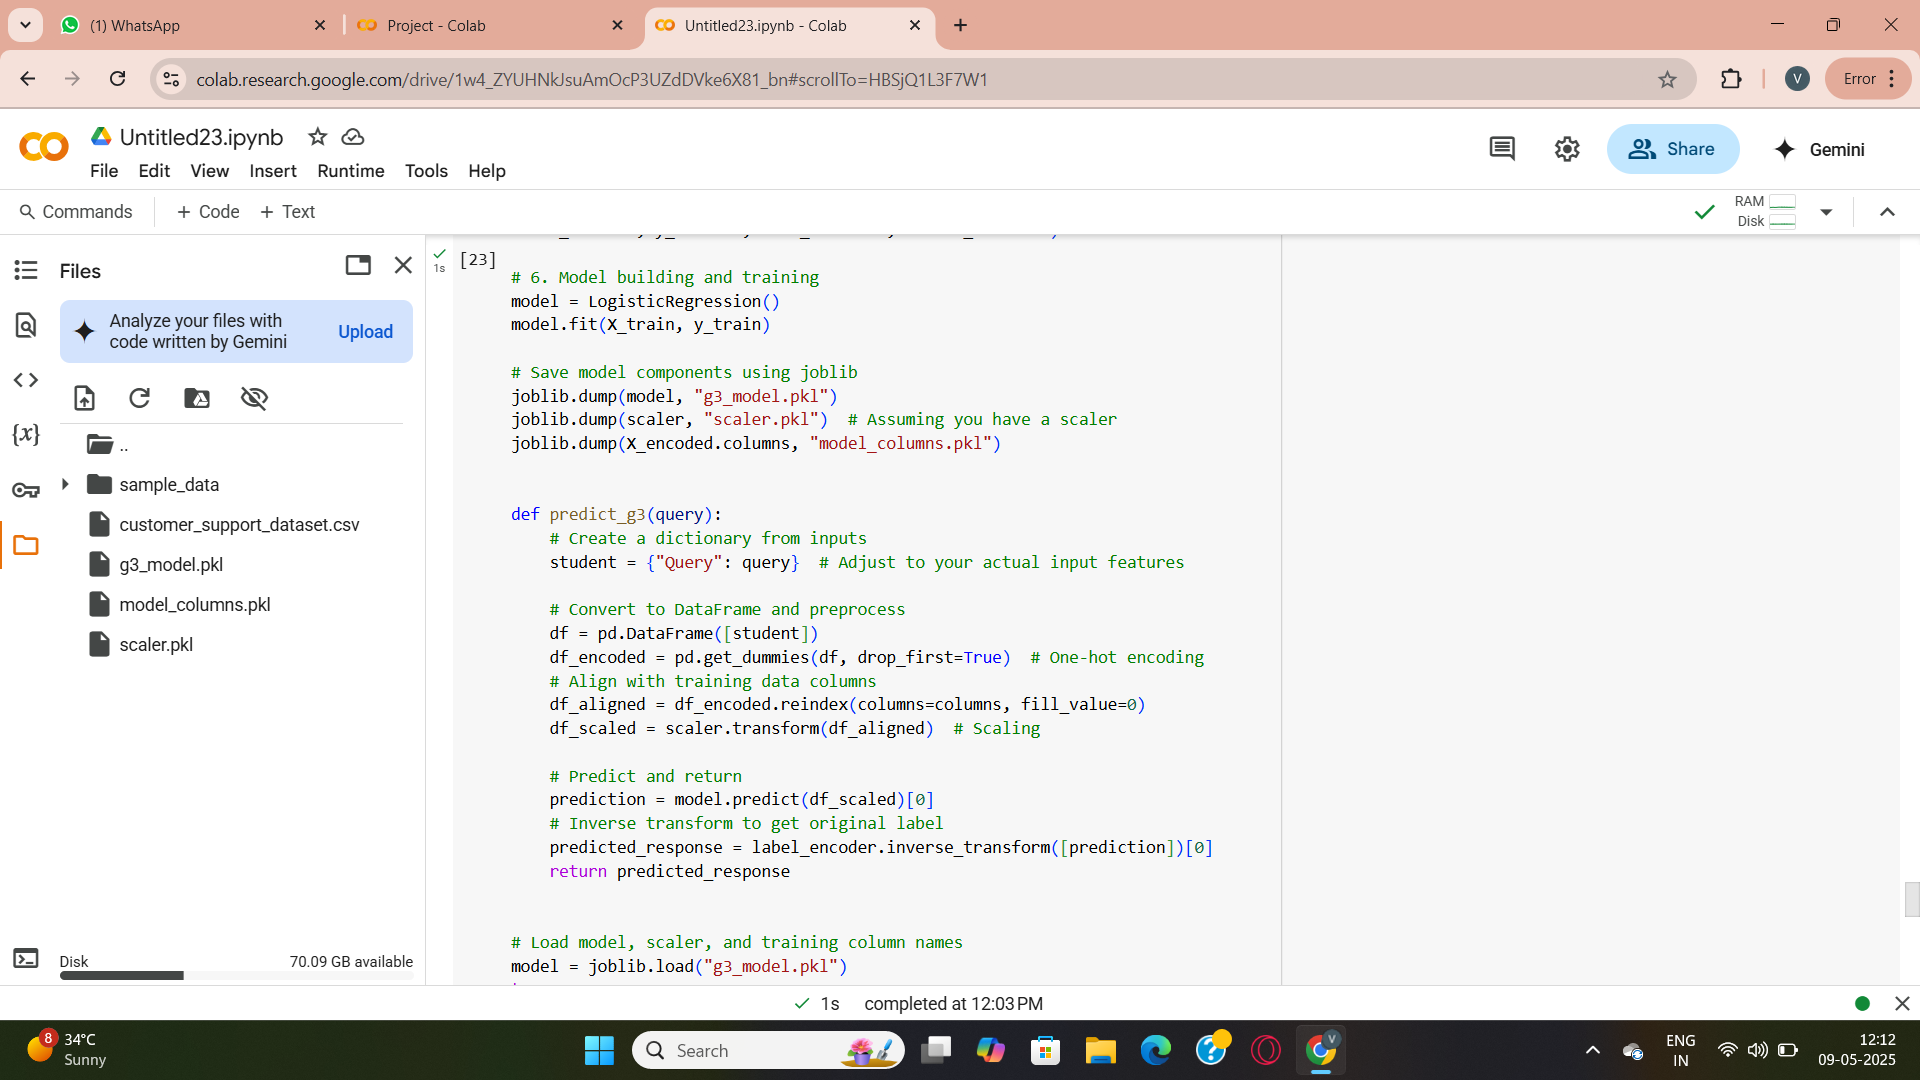 (1) WhatsApp
Project - Colab
Untitled23.ipynb - Colab
colab.research.google.com/drive/1w4_ZYUHNkJsuAmOcP3UZdDVke6X81_bn#scrollTo=HBSjQ1L3F7W1
V
Error
Untitled23.ipynb
File Edit View Insert Runtime Tools Help
Share
Gemini
Commands
+ Code + Text
RAM
Disk
Files
Analyze your files with
code written by Gemini
Upload
{x}
..
sample_data
customer_support_dataset.csv
g3_model.pkl
model_columns.pkl
scaler.pkl
Disk
70.09 GB available
1s
[23]
# 6. Model building and training
model = LogisticRegression()
model.fit(X_train, y_train)
# Save model components using joblib
joblib.dump(model, "g3_model.pkl")
joblib.dump(scaler, "scaler.pkl")  # Assuming you have a scaler
joblib.dump(X_encoded.columns, "model_columns.pkl")
def predict_g3(query):
# Create a dictionary from inputs
student = {"Query": query}  # Adjust to your actual input features
# Convert to DataFrame and preprocess
df = pd.DataFrame([student])
df_encoded = pd.get_dummies(df, drop_first=True)  # One-hot encoding
# Align with training data columns
df_aligned = df_encoded.reindex(columns=columns, fill_value=0)
df_scaled = scaler.transform(df_aligned)  # Scaling
# Predict and return
prediction = model.predict(df_scaled)[0]
# Inverse transform to get original label
predicted_response = label_encoder.inverse_transform([prediction])[0]
return predicted_response
# Load model, scaler, and training column names
model = joblib.load("g3_model.pkl")
1s completed at 12:03 PM
8
34°C
Sunny
Search
V
ENG
IN
12:12
09-05-2025